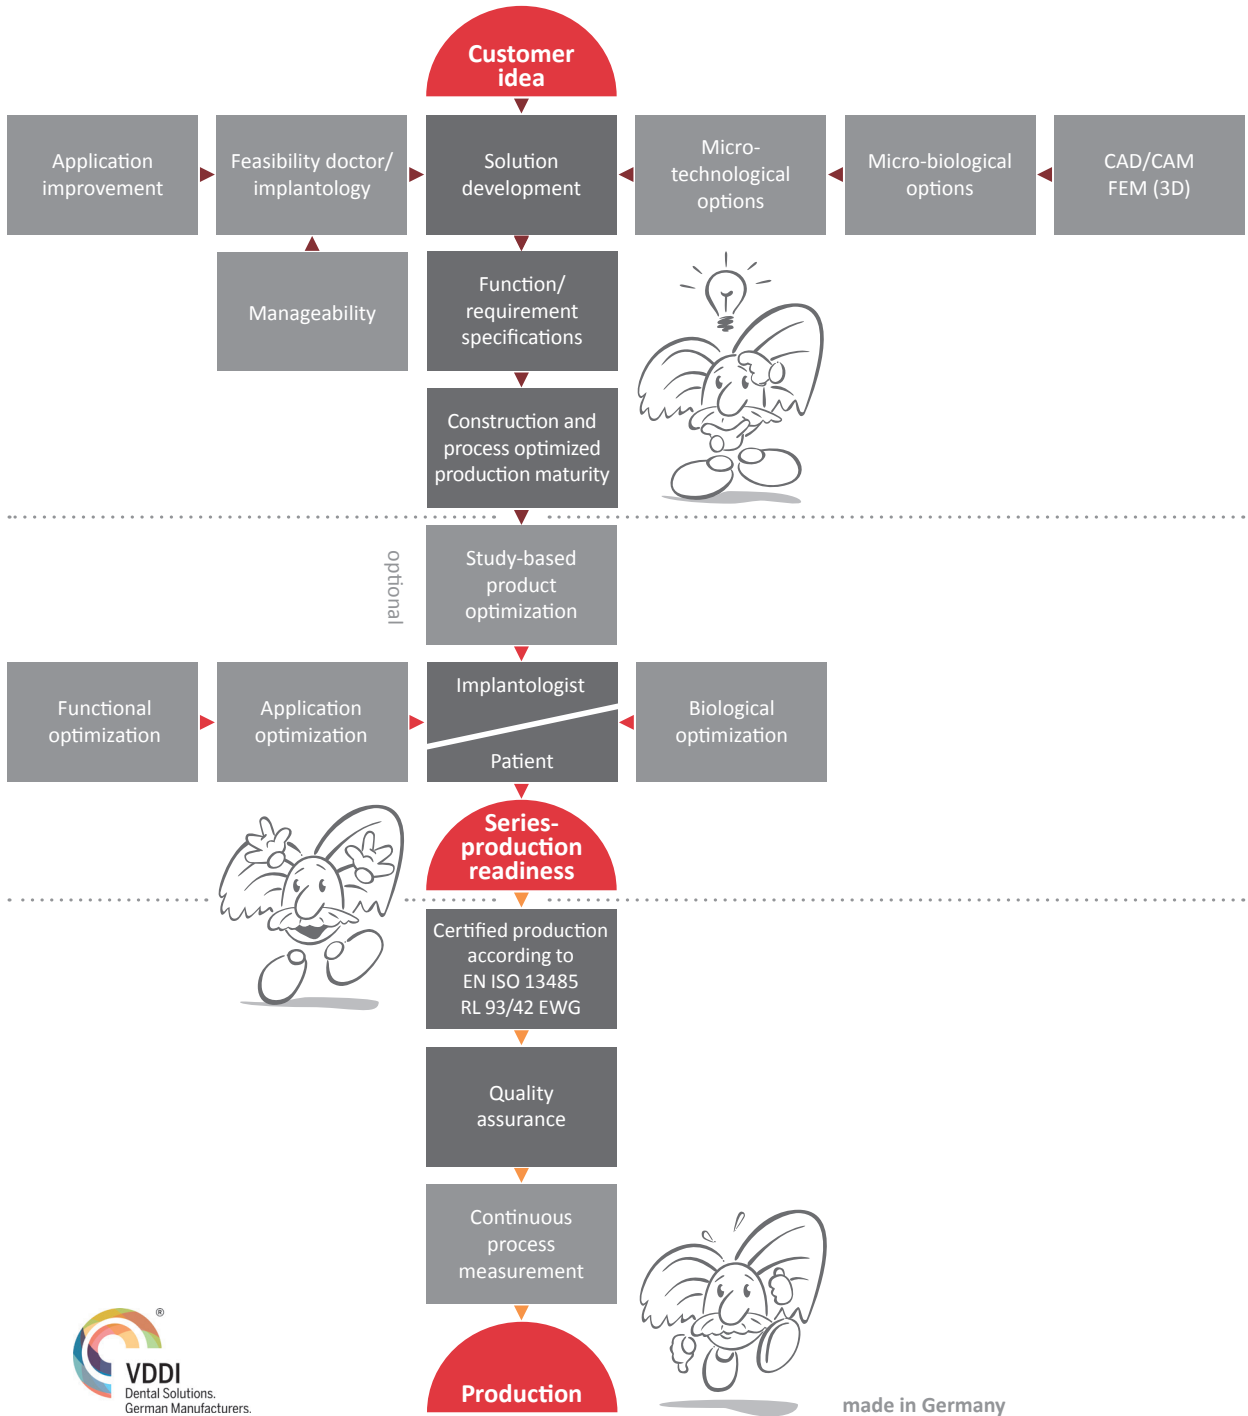 Customer
idea
Application
improvement
Feasibility doctor/
implantology
Solution
development
Micro-
technological
options
Micro-biological
options
CAD/CAM
FEM (3D)
Manageability
Function/
requirement
specifications
Construction and
process optimized
production maturity
optional
Study-based
product
optimization
Functional
optimization
Application
optimization
Implantologist
Patient
Biological
optimization
Series-
production
readiness
Certified production
according to
EN ISO 13485
RL 93/42 EWG
Quality
assurance
Continuous
process
measurement
Production
®
VDDI
Dental Solutions.
German Manufacturers.
made in Germany